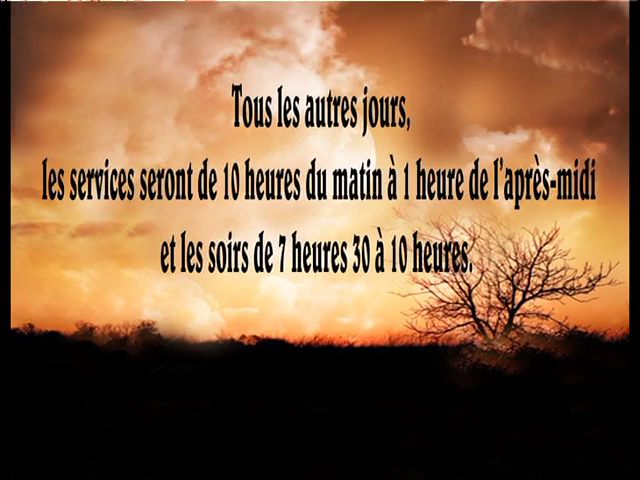 Tous les autres jours,
les services seront de 10 heures du matin à 1 heure de l'après-midi
et les soirs de 7 heures 30 à 10 heures.